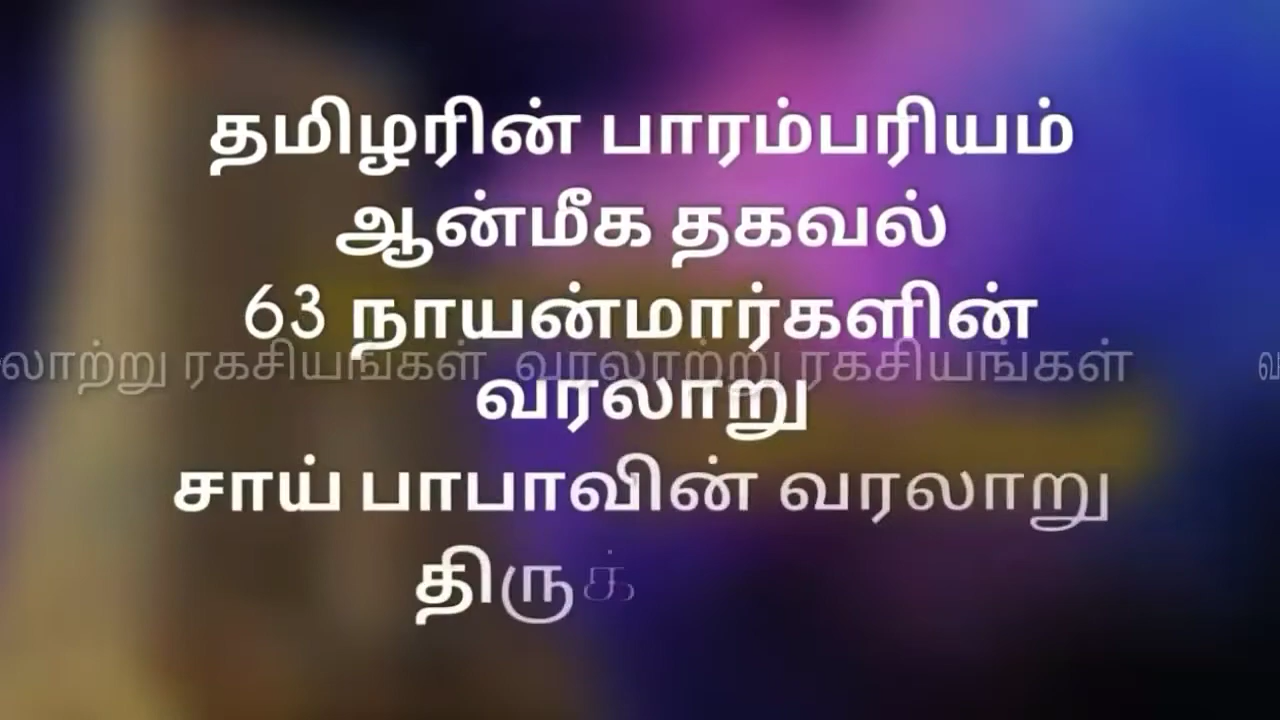 தமிழரின் பாரம்பரியம்
ஆன்மீக தகவல்
63 நாயன்மார்களின்
ரகசியங்கள் வரலாற்று ரகசியங்கள்
வரலாறு
சாய் பாபாவின் வரலாறு
திருக்